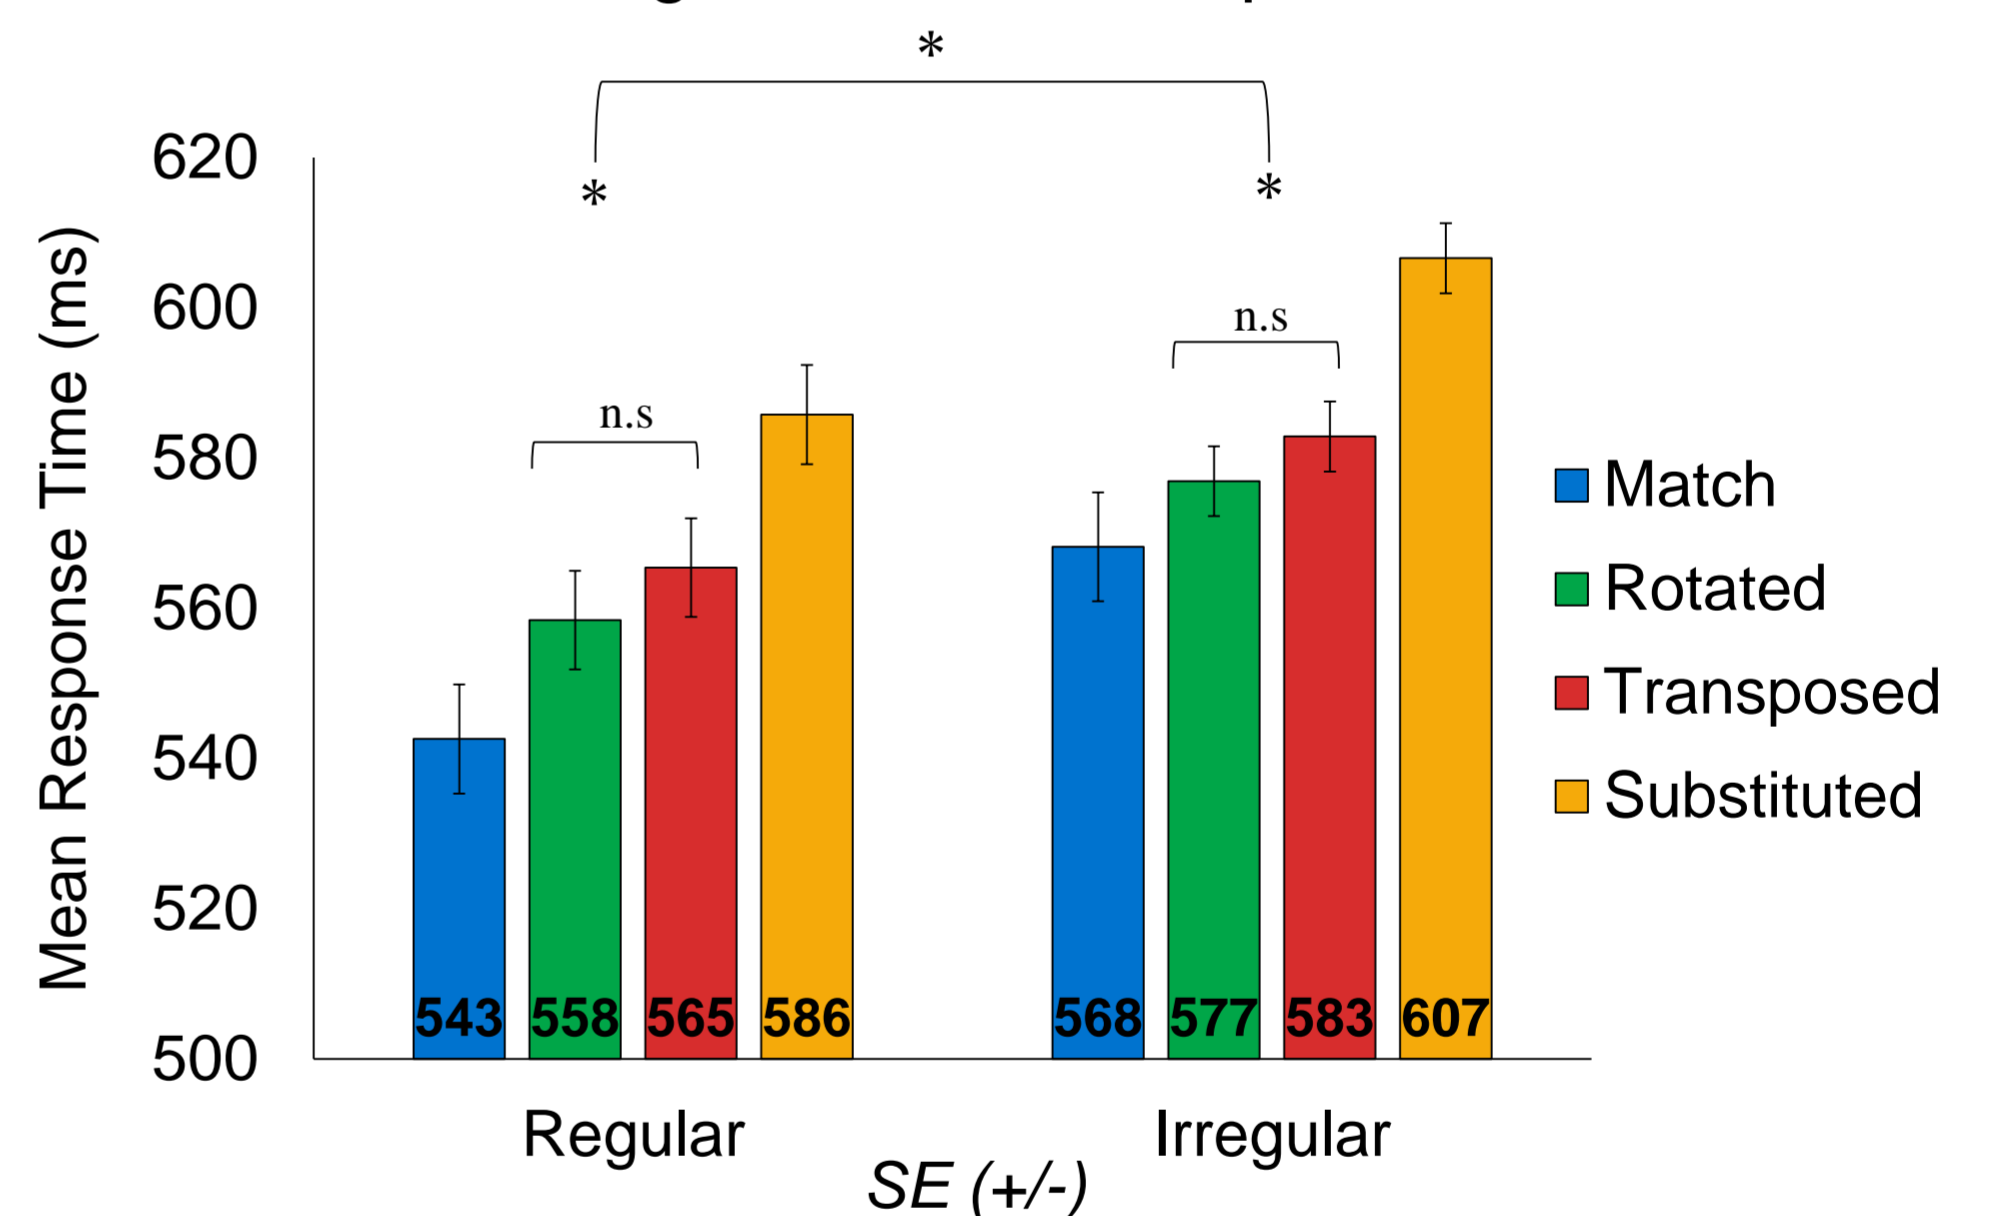 *
* *
620
600
580
560
540
520
500
Mean Response Time (ms)
n.s
n.s
543 558 565 586 568 577 583 607
Match
Rotated
Transposed
Substituted
Regular Irregular
SE (+/-)